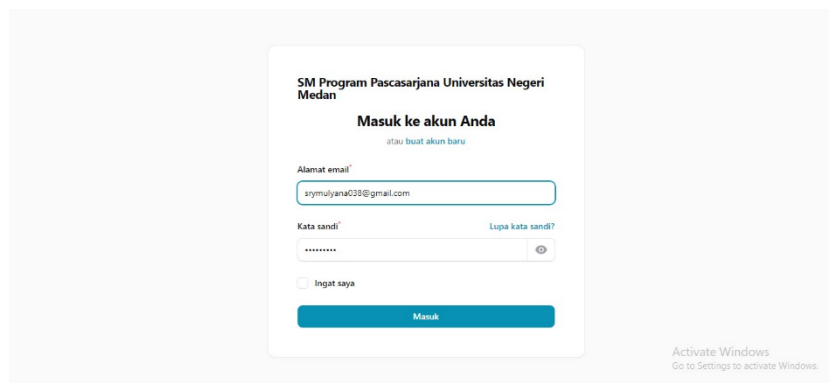 SM Program Pascasarjana Universitas Negeri
Medan
Masuk ke akun Anda
atau buat akun baru
Alamat email*
srymulyana038@gmail.com
Kata sandi* Lupa kata sandi?
•••••••••
Ingat saya
Masuk
Activate Windows
Go to Settings to activate Windows.